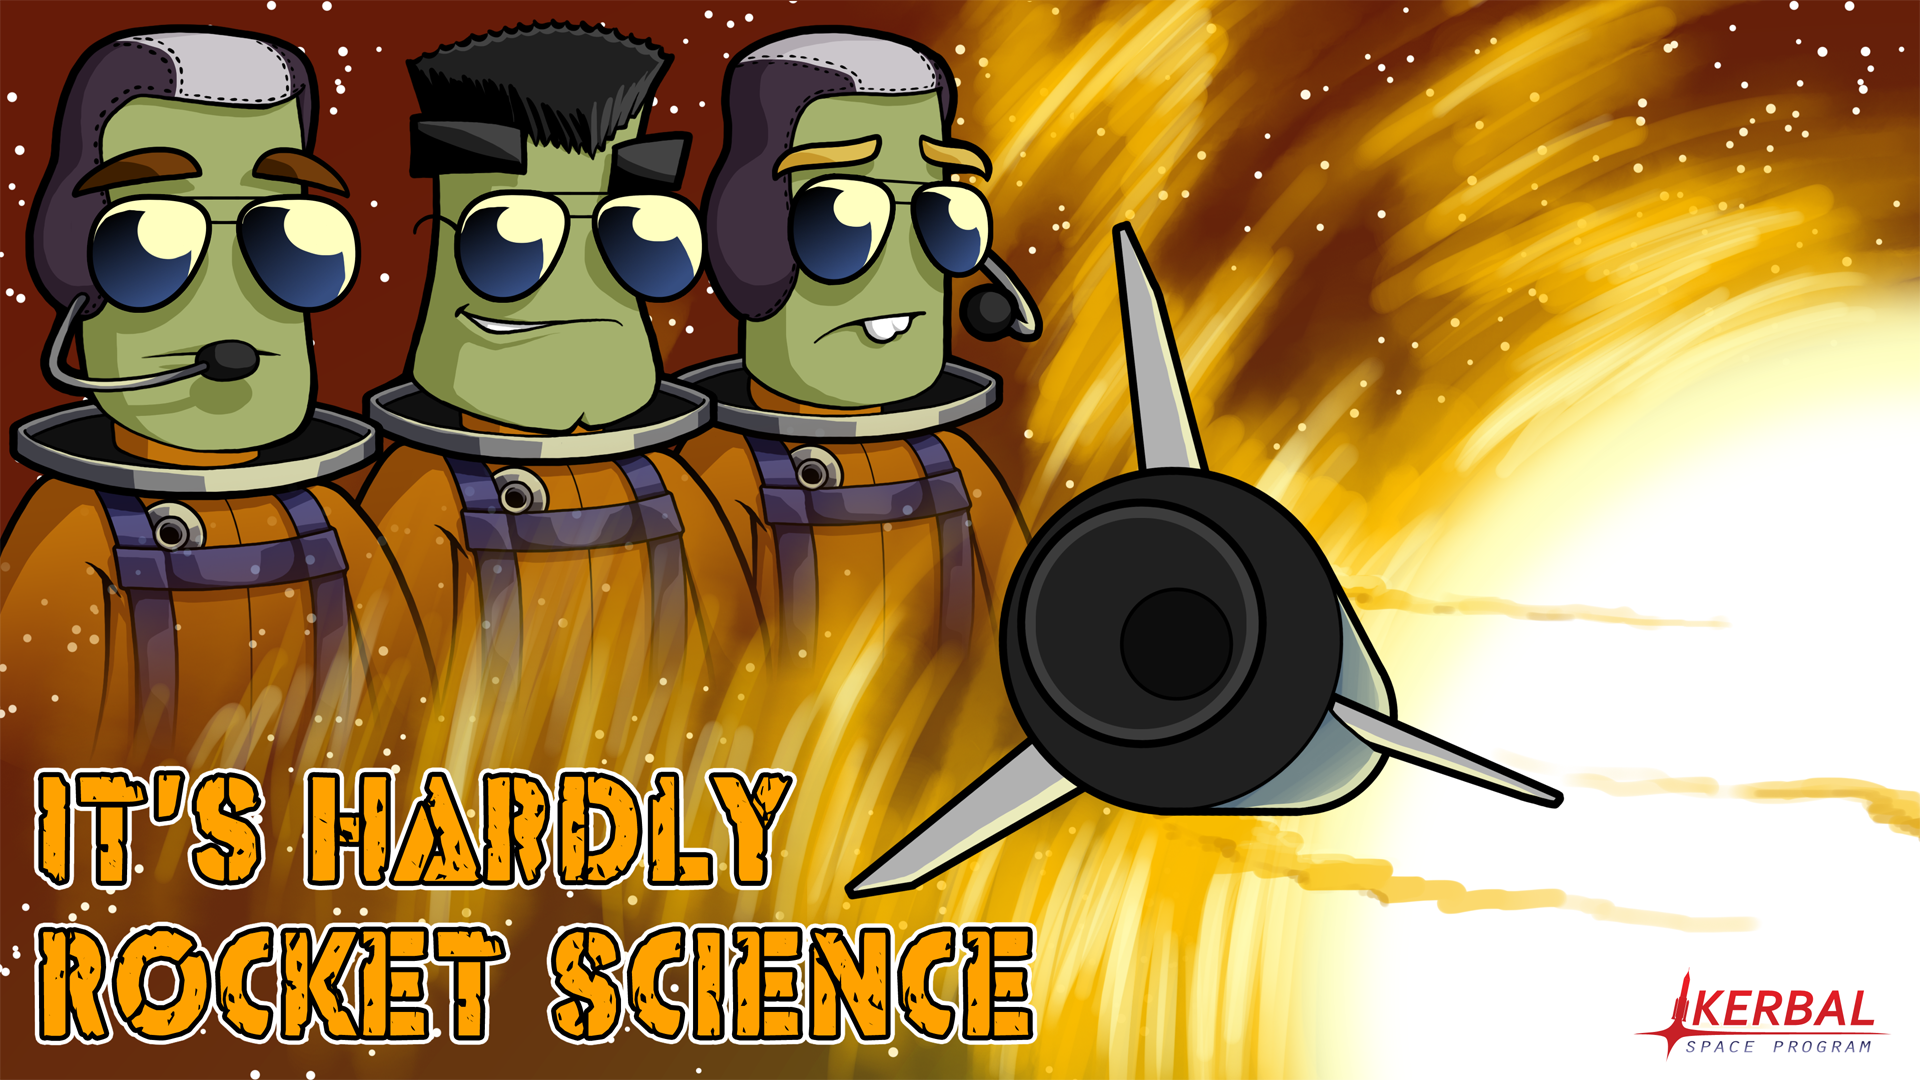 IT'S HARDLY
ROCKET SCIENCE
KERBAL
SPACE PROGRAM